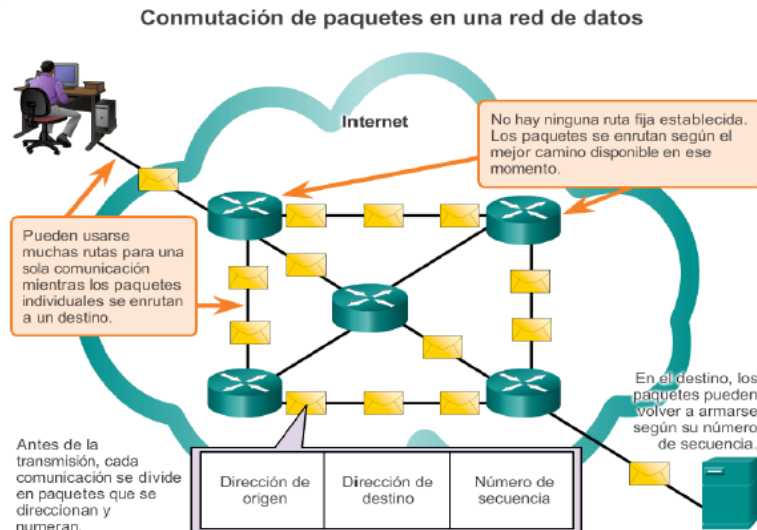 Conmutación de paquetes en una red de datos
Internet
No hay ninguna ruta fija establecida.
Los paquetes se enrutan según el
mejor camino disponible en ese
momento.
Pueden usarse
muchas rutas para una
sola comunicación
mientras los paquetes
individuales se enrutan
a un destino.
En el destino, los
paquetes pueden
volver a armarse
según su número
de secuencia.
Antes de la
transmisión, cada
comunicación se divide
en paquetes que se
direccionan y
numeran.
Dirección de
origen
Dirección de
destino
Número de
secuencia